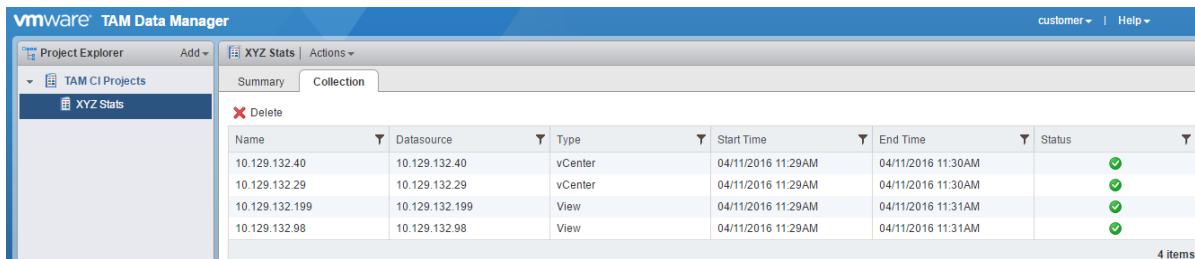 vmware TAM Data Manager customer | Help
Project Explorer Add XYZ Stats | Actions
TAM CI Projects Summary Collection
XYZ Stats
Delete
Name Datasource Type Start Time End Time Status
10.129.132.40 10.129.132.40 vCenter 04/11/2016 11:29AM 04/11/2016 11:30AM
10.129.132.29 10.129.132.29 vCenter 04/11/2016 11:29AM 04/11/2016 11:30AM
10.129.132.199 10.129.132.199 View 04/11/2016 11:29AM 04/11/2016 11:31AM
10.129.132.98 10.129.132.98 View 04/11/2016 11:29AM 04/11/2016 11:31AM
4 items